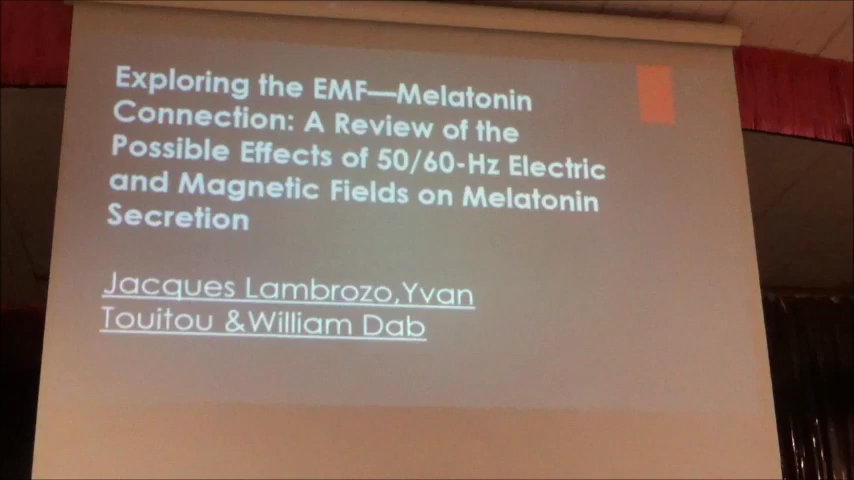 Exploring the EMF—Melatonin
Connection: A Review of the
Possible Effects of 50/60-Hz Electric
and Magnetic Fields on Melatonin
Secretion
Jacques Lambrozo,Yvan
Touitou &William Dab